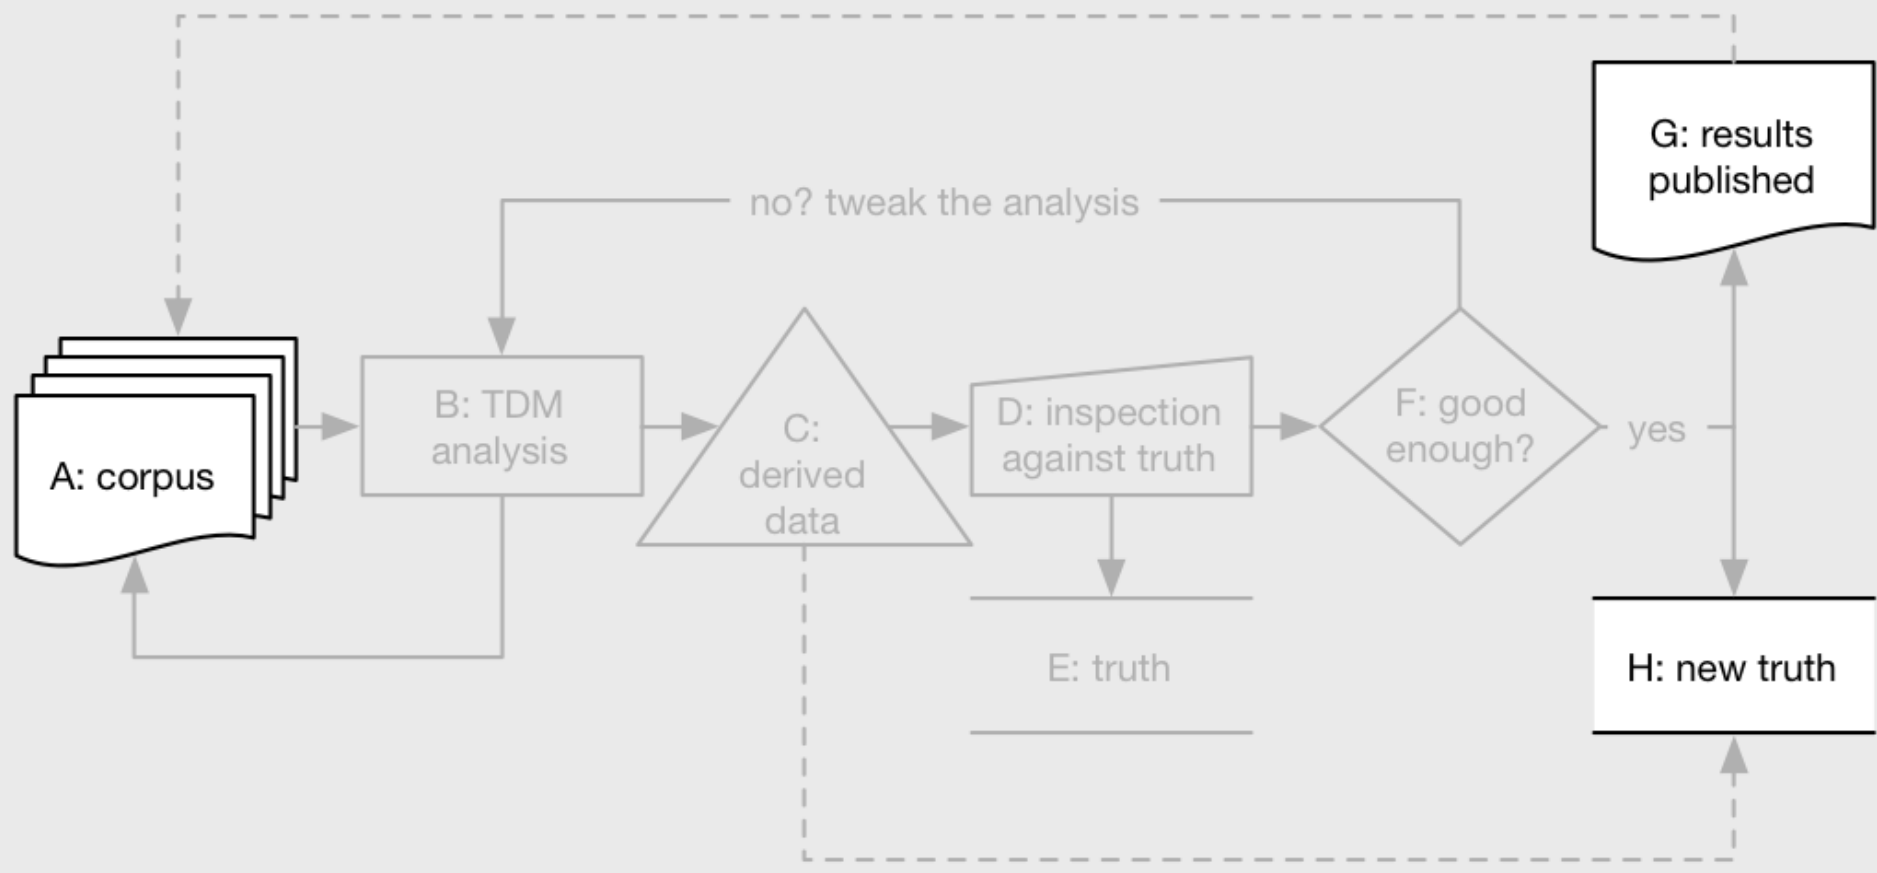 G: results
published
no? tweak the analysis
A: corpus
B: TDM
analysis
C:
derived
data
D: inspection
against truth
F: good
enough?
yes
E: truth
H: new truth